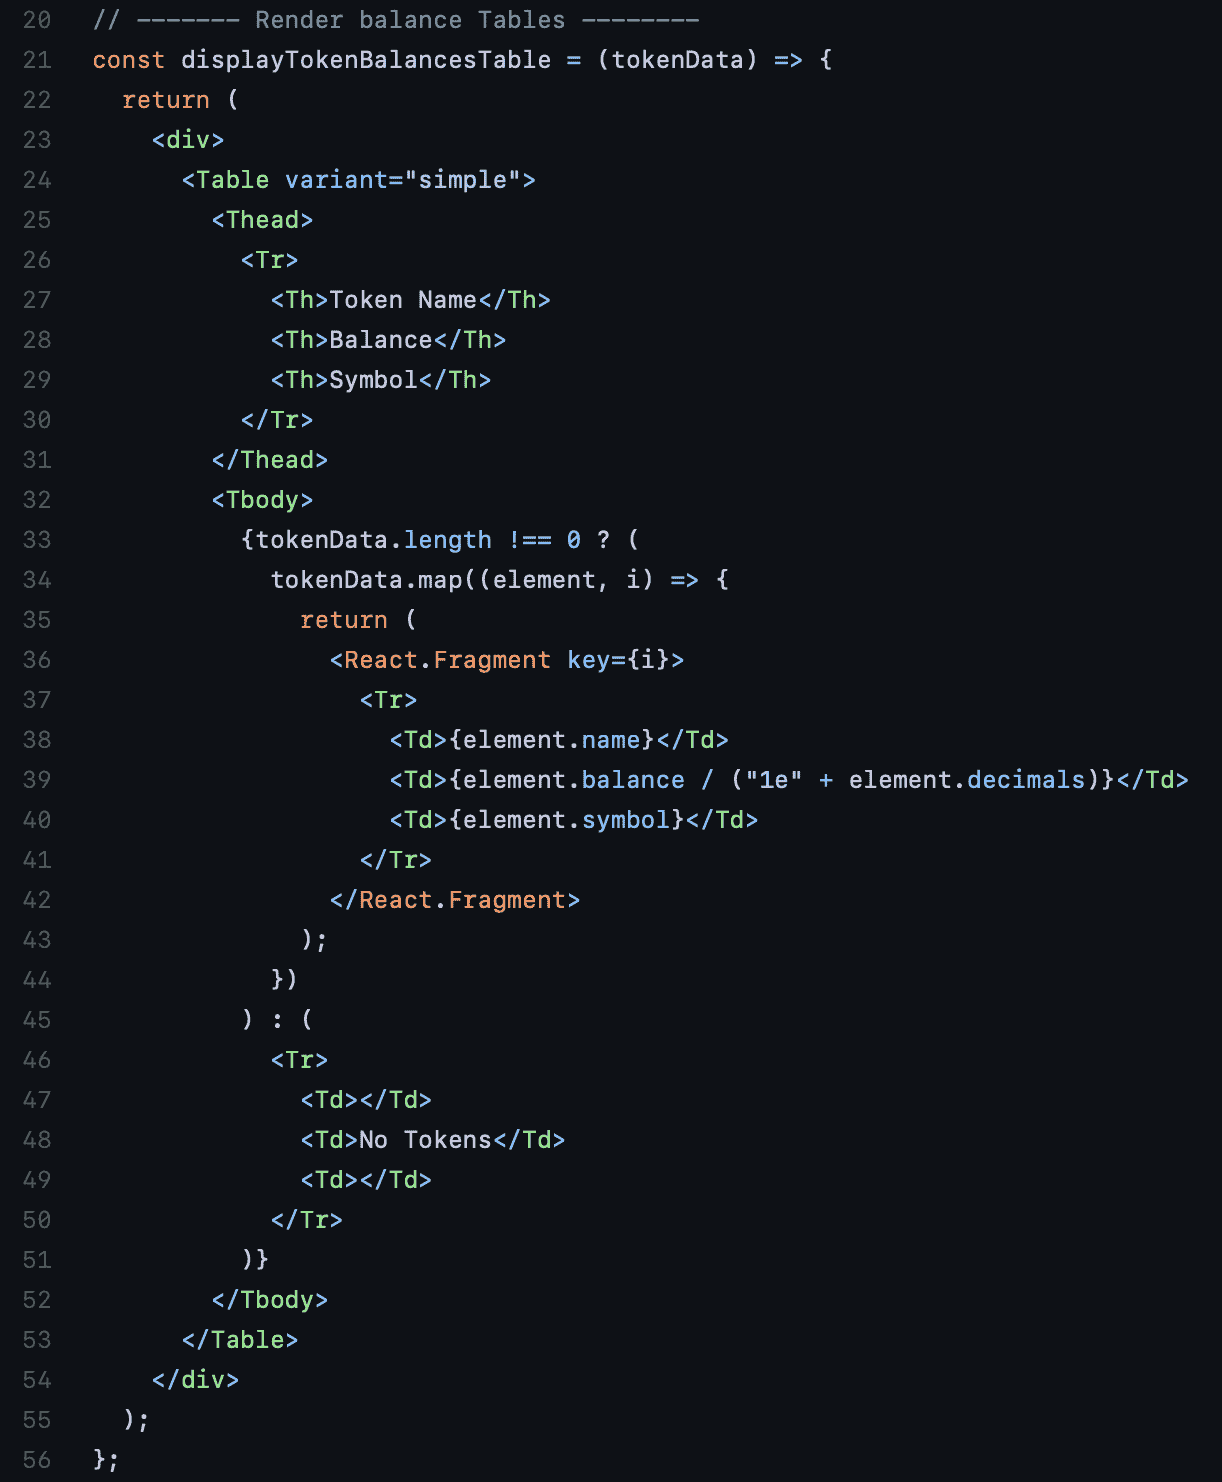 20 // ------- Render balance Tables --------
21 const displayTokenBalancesTable = (tokenData) => {
22   return (
23     <div>
24       <Table variant="simple">
25         <Thead>
26           <Tr>
27             <Th>Token Name</Th>
28             <Th>Balance</Th>
29             <Th>Symbol</Th>
30           </Tr>
31         </Thead>
32         <Tbody>
33           {tokenData.length !== 0 ? (
34             tokenData.map((element, i) => {
35               return (
36                 <React.Fragment key={i}>
37                   <Tr>
38                     <Td>{element.name}</Td>
39                     <Td>{element.balance / ("1e" + element.decimals)}</Td>
40                     <Td>{element.symbol}</Td>
41                   </Tr>
42                 </React.Fragment>
43               );
44             })
45           ) : (
46             <Tr>
47               <Td></Td>
48               <Td>No Tokens</Td>
49               <Td></Td>
50             </Tr>
51           )}
52         </Tbody>
53       </Table>
54     </div>
55   );
56 };